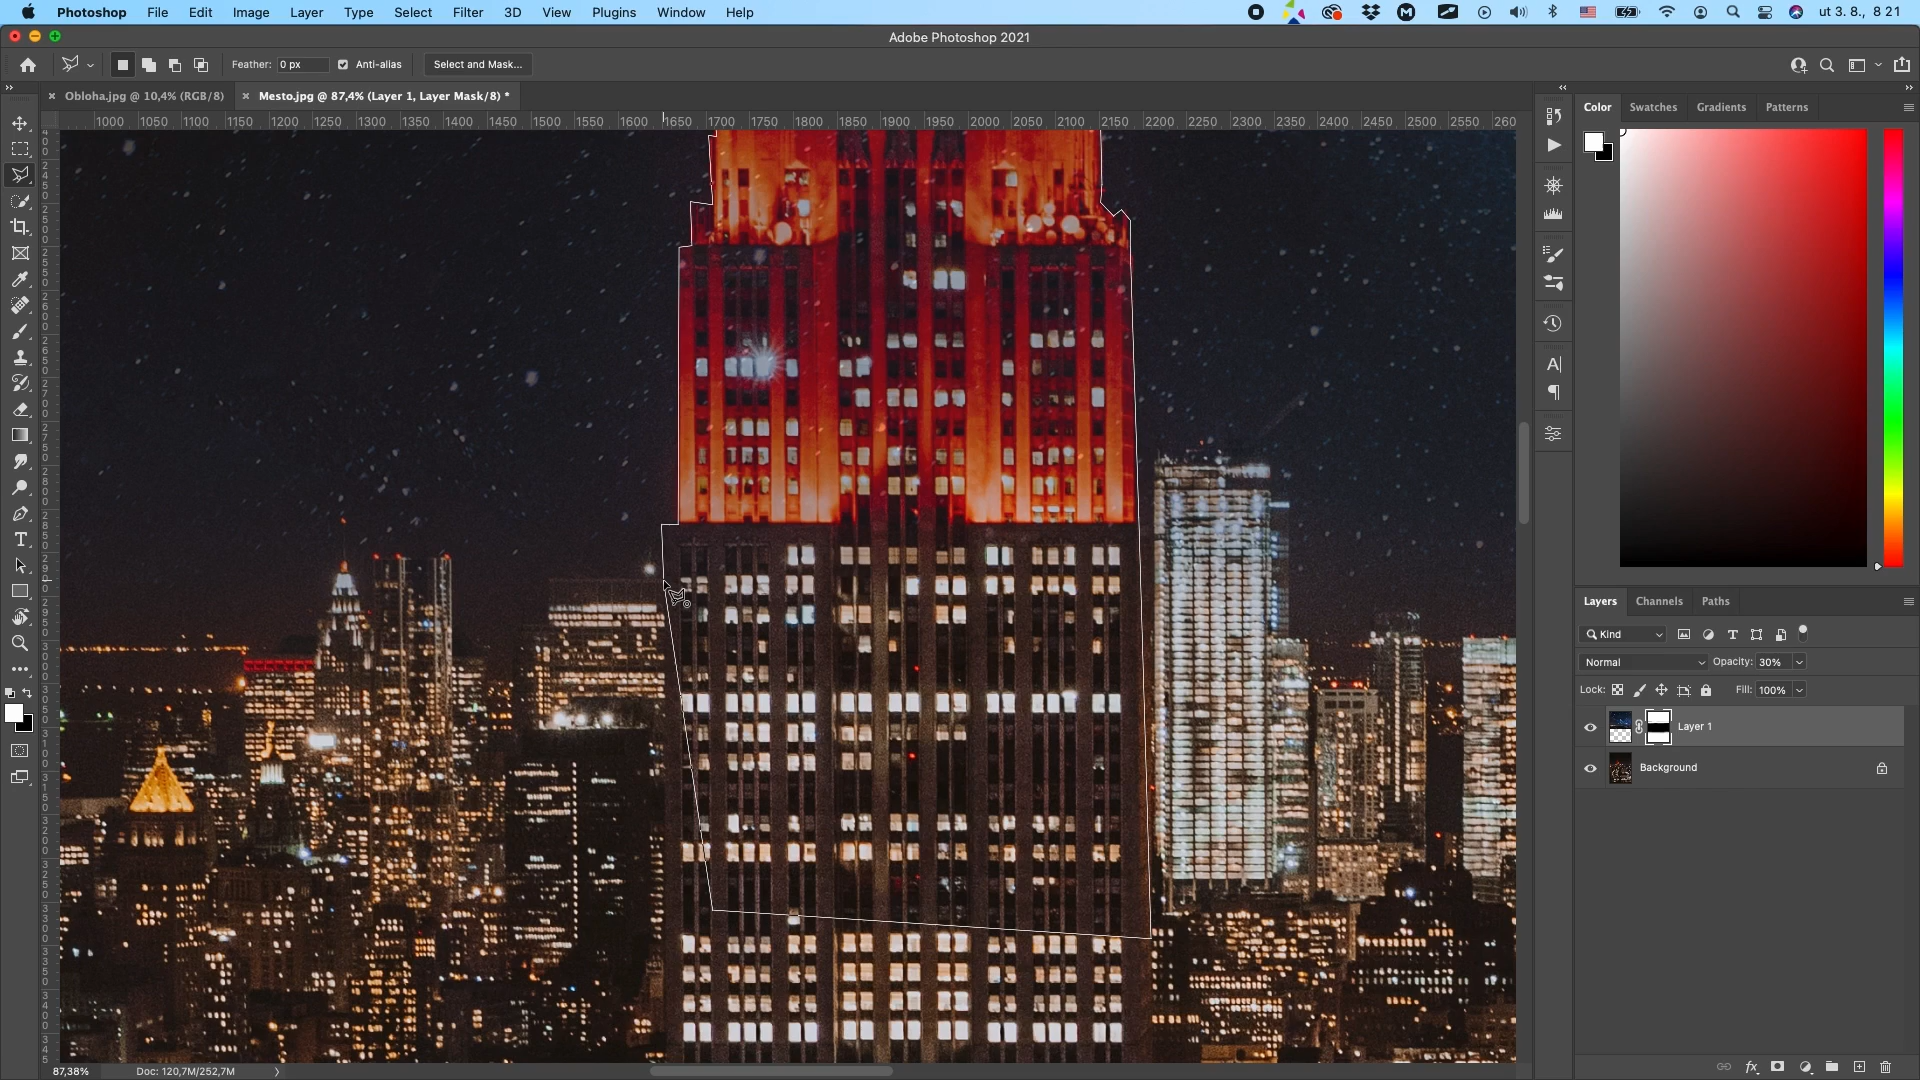 Photoshop File Edit Image Layer Type Select Filter 3D View Plugins Window Help ut 3. 8., 8 21
Adobe Photoshop 2021
Feather: 0 px Anti-alias Select and Mask...
Obloha.jpg @ 10,4% (RGB/8) Mesto.jpg @ 87,4% (Layer 1, Layer Mask/8) *
1000 1050 1100 1150 1200 1250 1300 1350 1400 1450 1500 1550 1600 1650 1700 1750 1800 1850 1900 1950 2000 2050 2100 2150 2200 2250 2300 2350 2400 2450 2500 2550 260
Color Swatches Gradients Patterns
Layers Channels Paths
Kind
Normal Opacity: 30%
Lock: Fill: 100%
Layer 1
Background
87,38% Doc: 120,7M/252,7M